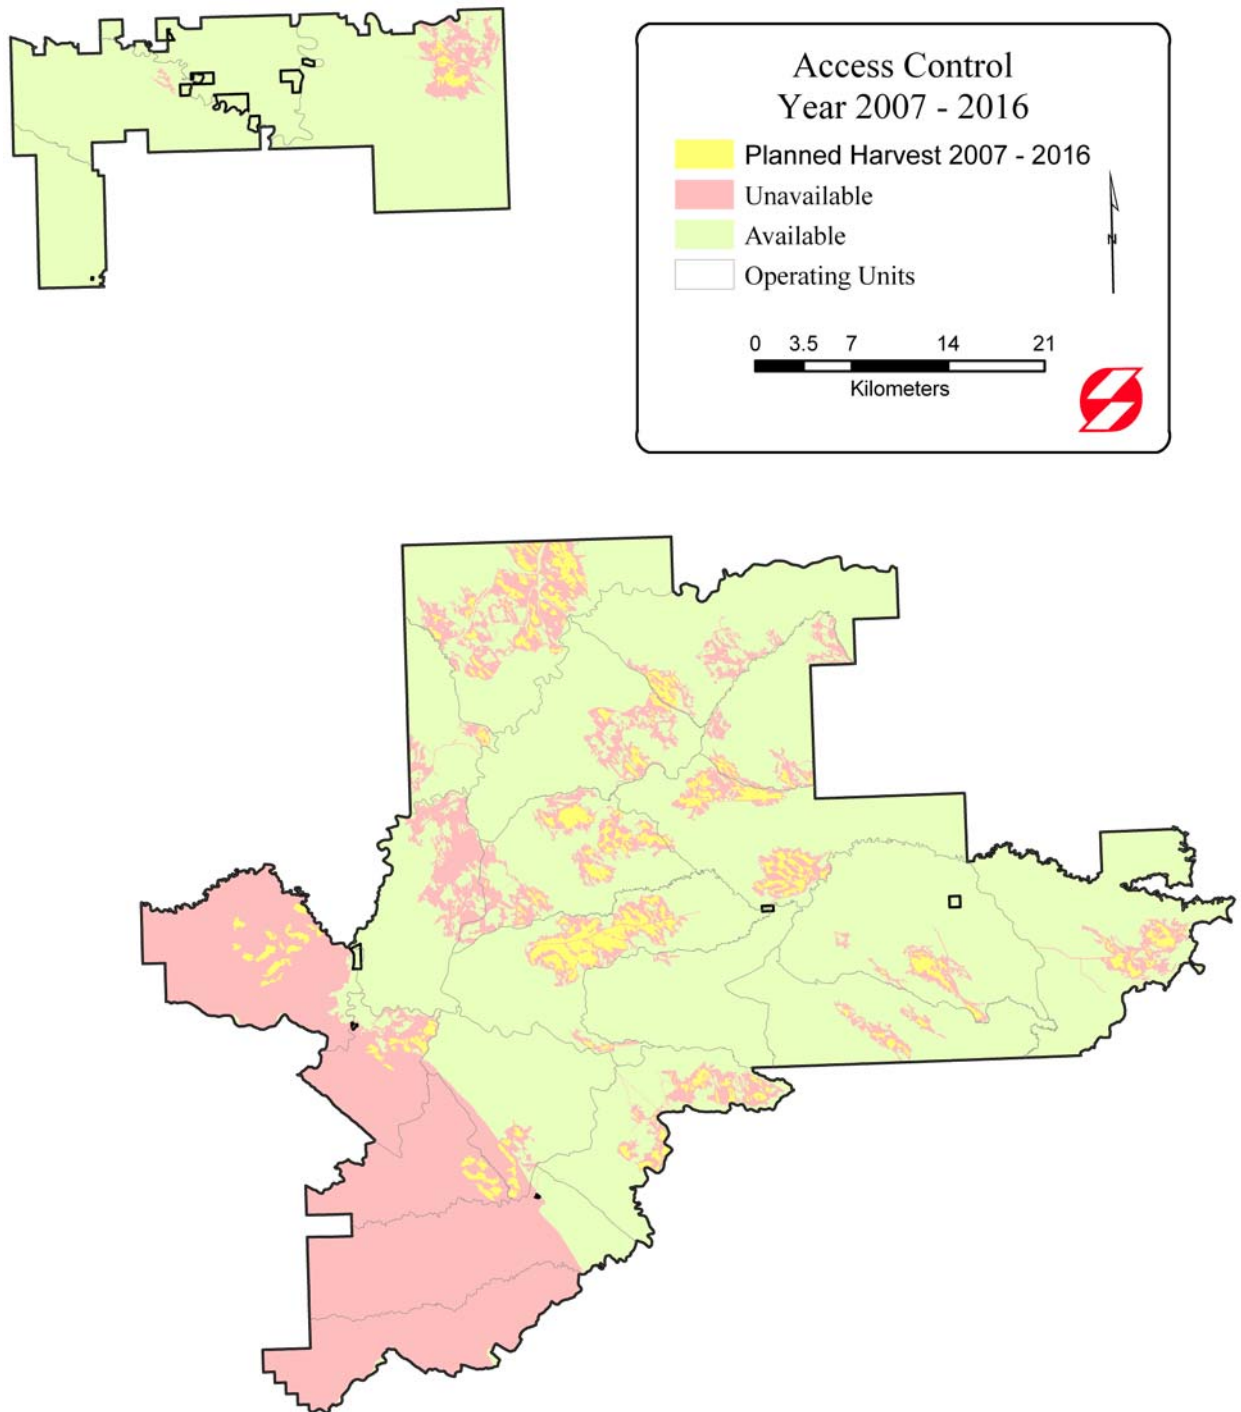 Access Control
Year 2007 - 2016
Planned Harvest 2007 - 2016
Unavailable
Available
Operating Units
N
0 3.5 7 14 21
Kilometers